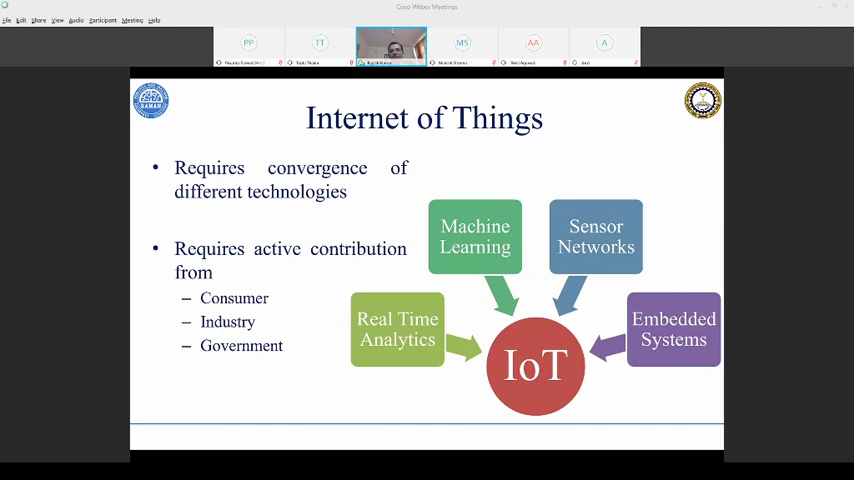 Cisco Webex Meetings
File Edit Share View Audio Participant Meeting Help
PP
TT
MS
AA
A
Internet of Things
• Requires convergence of
different technologies
• Requires active contribution
from
– Consumer
– Industry
– Government
Machine
Learning
Sensor
Networks
Real Time
Analytics
Embedded
Systems
IoT